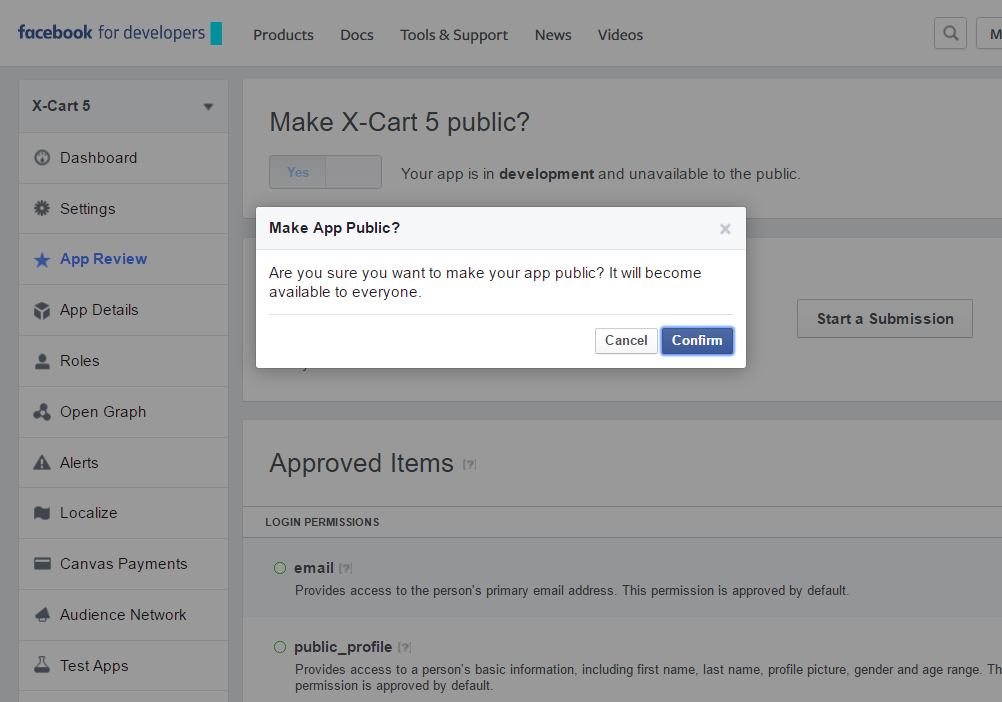 facebook for developers
Products Docs Tools & Support News Videos
M
X-Cart 5
Dashboard
Settings
App Review
App Details
Roles
Open Graph
Alerts
Localize
Canvas Payments
Audience Network
Test Apps
Make X-Cart 5 public?
Yes
Your app is in development and unavailable to the public.
Make App Public?
Are you sure you want to make your app public? It will become
available to everyone.
Cancel Confirm
Start a Submission
Approved Items [?]
LOGIN PERMISSIONS
email [?]
Provides access to the person's primary email address. This permission is approved by default.
public_profile [?]
Provides access to a person's basic information, including first name, last name, profile picture, gender and age range. Th
permission is approved by default.